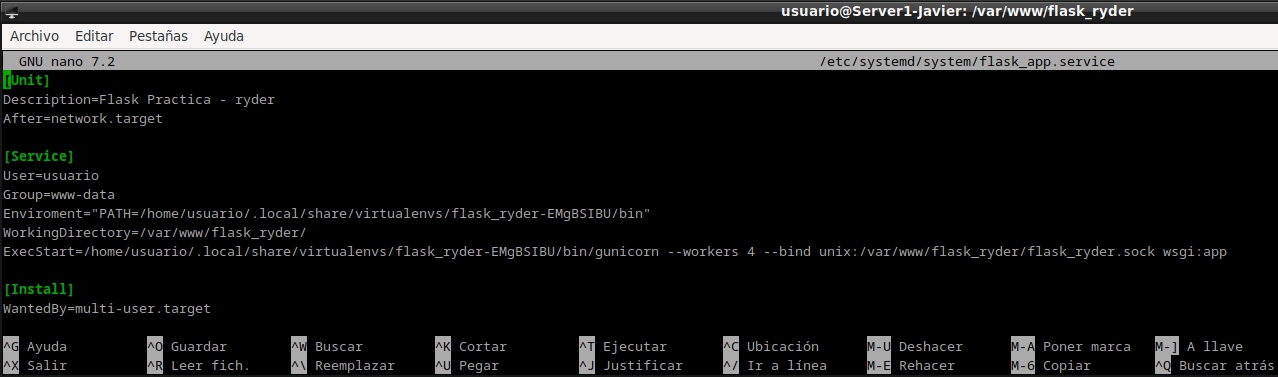 usuario@Server1-Javier: /var/www/flask_ryder
Archivo Editar Pestañas Ayuda
GNU nano 7.2 /etc/systemd/system/flask_app.service
[Unit]
Description=Flask Practica - ryder
After=network.target
[Service]
User=usuario
Group=www-data
Enviroment="PATH=/home/usuario/.local/share/virtualenvs/flask_ryder-EMgBSIBU/bin"
WorkingDirectory=/var/www/flask_ryder/
ExecStart=/home/usuario/.local/share/virtualenvs/flask_ryder-EMgBSIBU/bin/gunicorn --workers 4 --bind unix:/var/www/flask_ryder/flask_ryder.sock wsgi:app
[Install]
WantedBy=multi-user.target
^G Ayuda ^O Guardar ^W Buscar ^K Cortar ^T Ejecutar ^C Ubicación M-U Deshacer M-A Poner marca M-] A llave
^X Salir ^R Leer fich. ^\ Reemplazar ^U Pegar ^J Justificar ^/ Ir a línea M-E Rehacer M-6 Copiar ^Q Buscar atrás